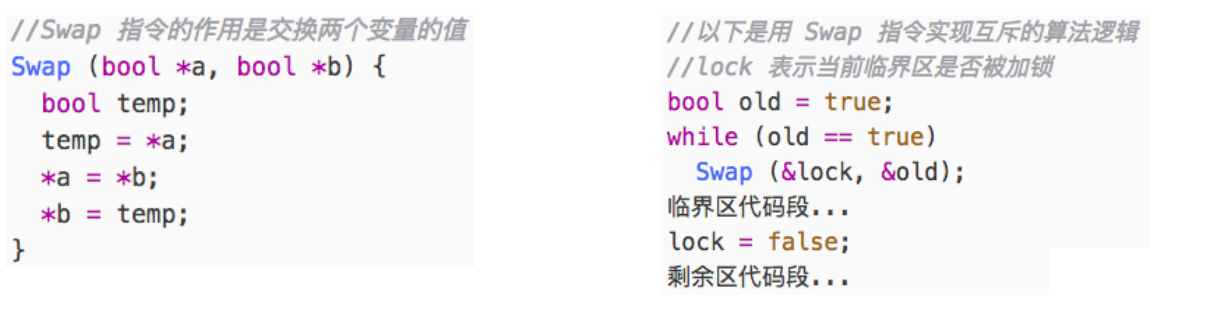 //Swap 指令的作用是交换两个变量的值
Swap (bool *a, bool *b) {
  bool temp;
  temp = *a;
  *a = *b;
  *b = temp;
}
//以下是用 Swap 指令实现互斥的算法逻辑
//lock 表示当前临界区是否被加锁
bool old = true;
while (old == true)
  Swap (&lock, &old);
临界区代码段...
lock = false;
剩余区代码段...